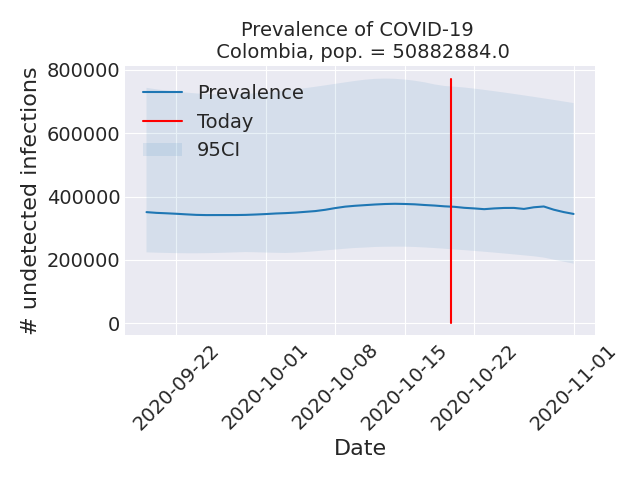 Prevalence of COVID-19
Colombia, pop. = 50882884.0
# undetected infections
800000
600000
400000
200000
0
Prevalence
Today
95CI
2020-09-22
2020-10-01
2020-10-08
2020-10-15
2020-10-22
2020-11-01
Date